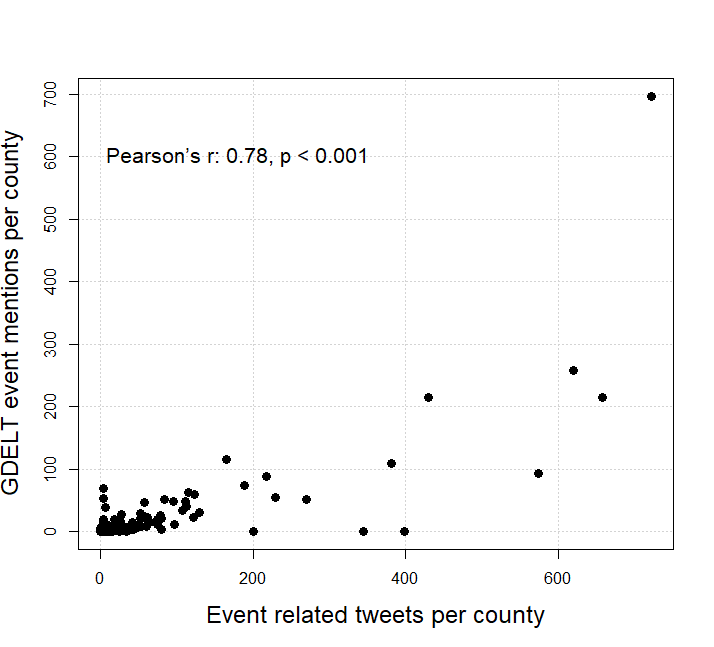 Pearson’s r: 0.78, p < 0.001
GDELT event mentions per county
700
600
500
400
300
200
100
0
0 200 400 600
Event related tweets per county